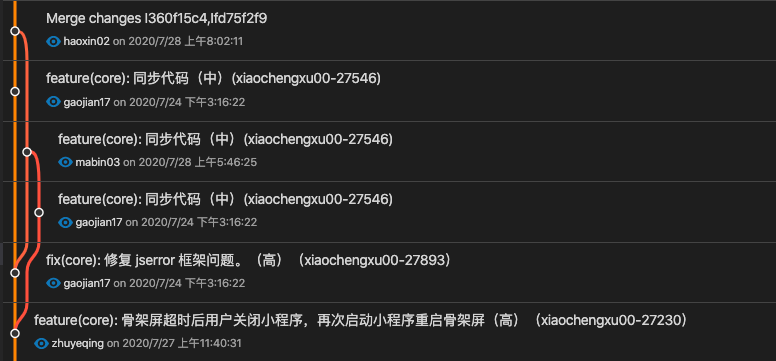 Merge changes I360f15c4,Ifd75f2f9
haoxin02 on 2020/7/28 上午8:02:11
feature(core): 同步代码（中）(xiaochengxu00-27546)
gaojian17 on 2020/7/24 下午3:16:22
feature(core): 同步代码（中）(xiaochengxu00-27546)
mabin03 on 2020/7/28 上午5:46:25
feature(core): 同步代码（中）(xiaochengxu00-27546)
gaojian17 on 2020/7/24 下午3:16:22
fix(core): 修复 jserror 框架问题。（高）（xiaochengxu00-27893）
gaojian17 on 2020/7/24 下午3:16:22
feature(core): 骨架屏超时后用户关闭小程序，再次启动小程序重启骨架屏（高）（xiaochengxu00-27230）
zhuyeqing on 2020/7/27 上午11:40:31